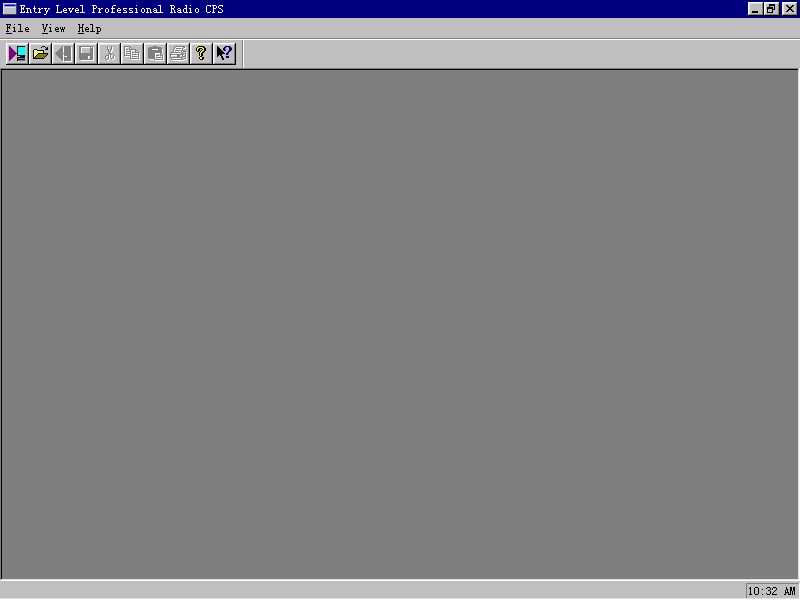 Entry Level Professional Radio CPS
File View Help
10:32 AM